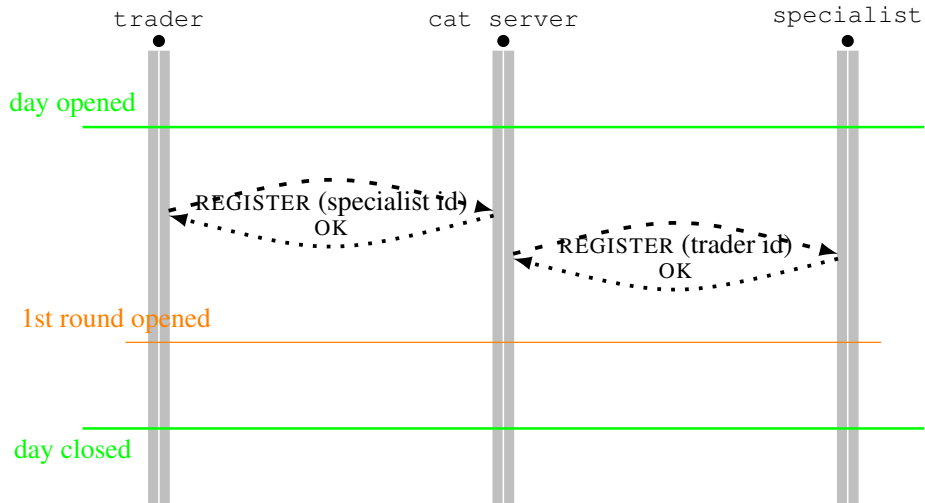 trader
cat server
specialist
day opened
REGISTER (specialist id)
OK
REGISTER (trader id)
OK
1st round opened
day closed